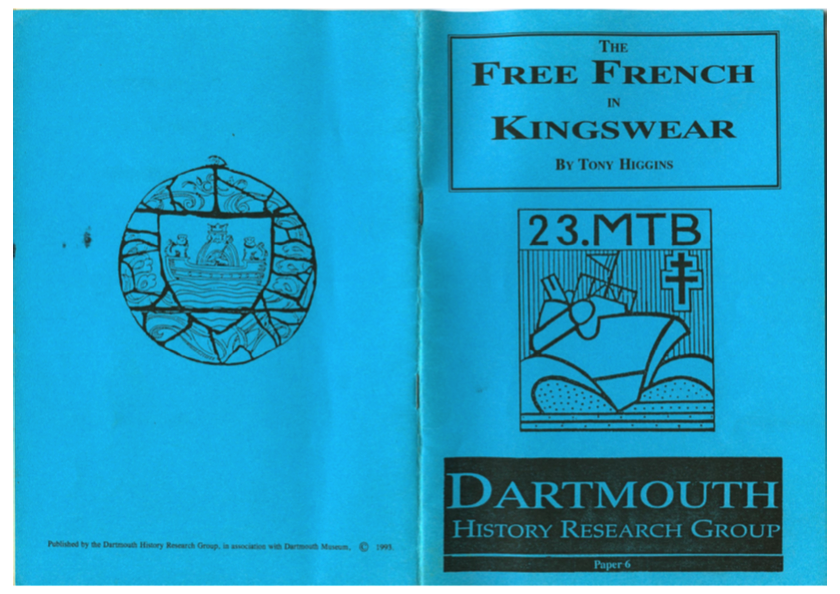 Published by the Dartmouth History Research Group, in association with Dartmouth Museum. © 1995.
THE
FREE FRENCH
IN
KINGSWEAR
BY TONY HIGGINS
23.MTB
DARTMOUTH
HISTORY RESEARCH GROUP
Paper 6